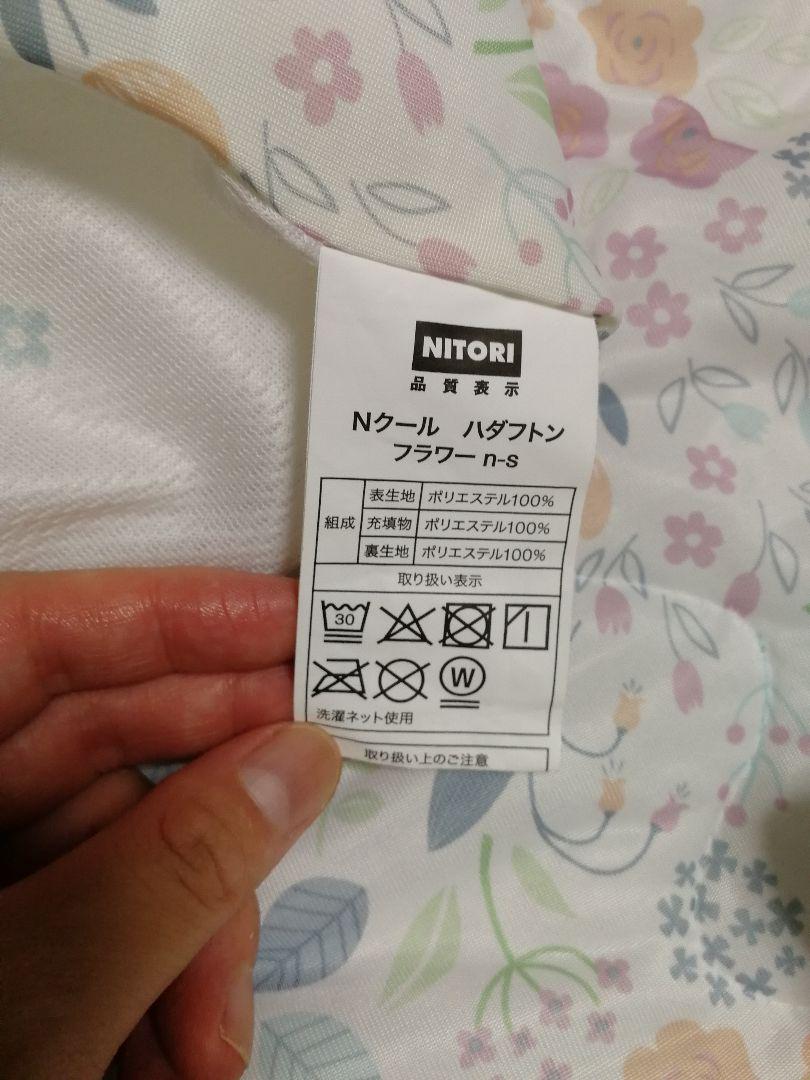 NITORI
品質表示
Nクール ハダフトン
フラワー n-s
組成
表生地 ポリエステル100%
充填物 ポリエステル100%
裏生地 ポリエステル100%
取り扱い表示
30
W
洗濯ネット使用
取り扱い上のご注意